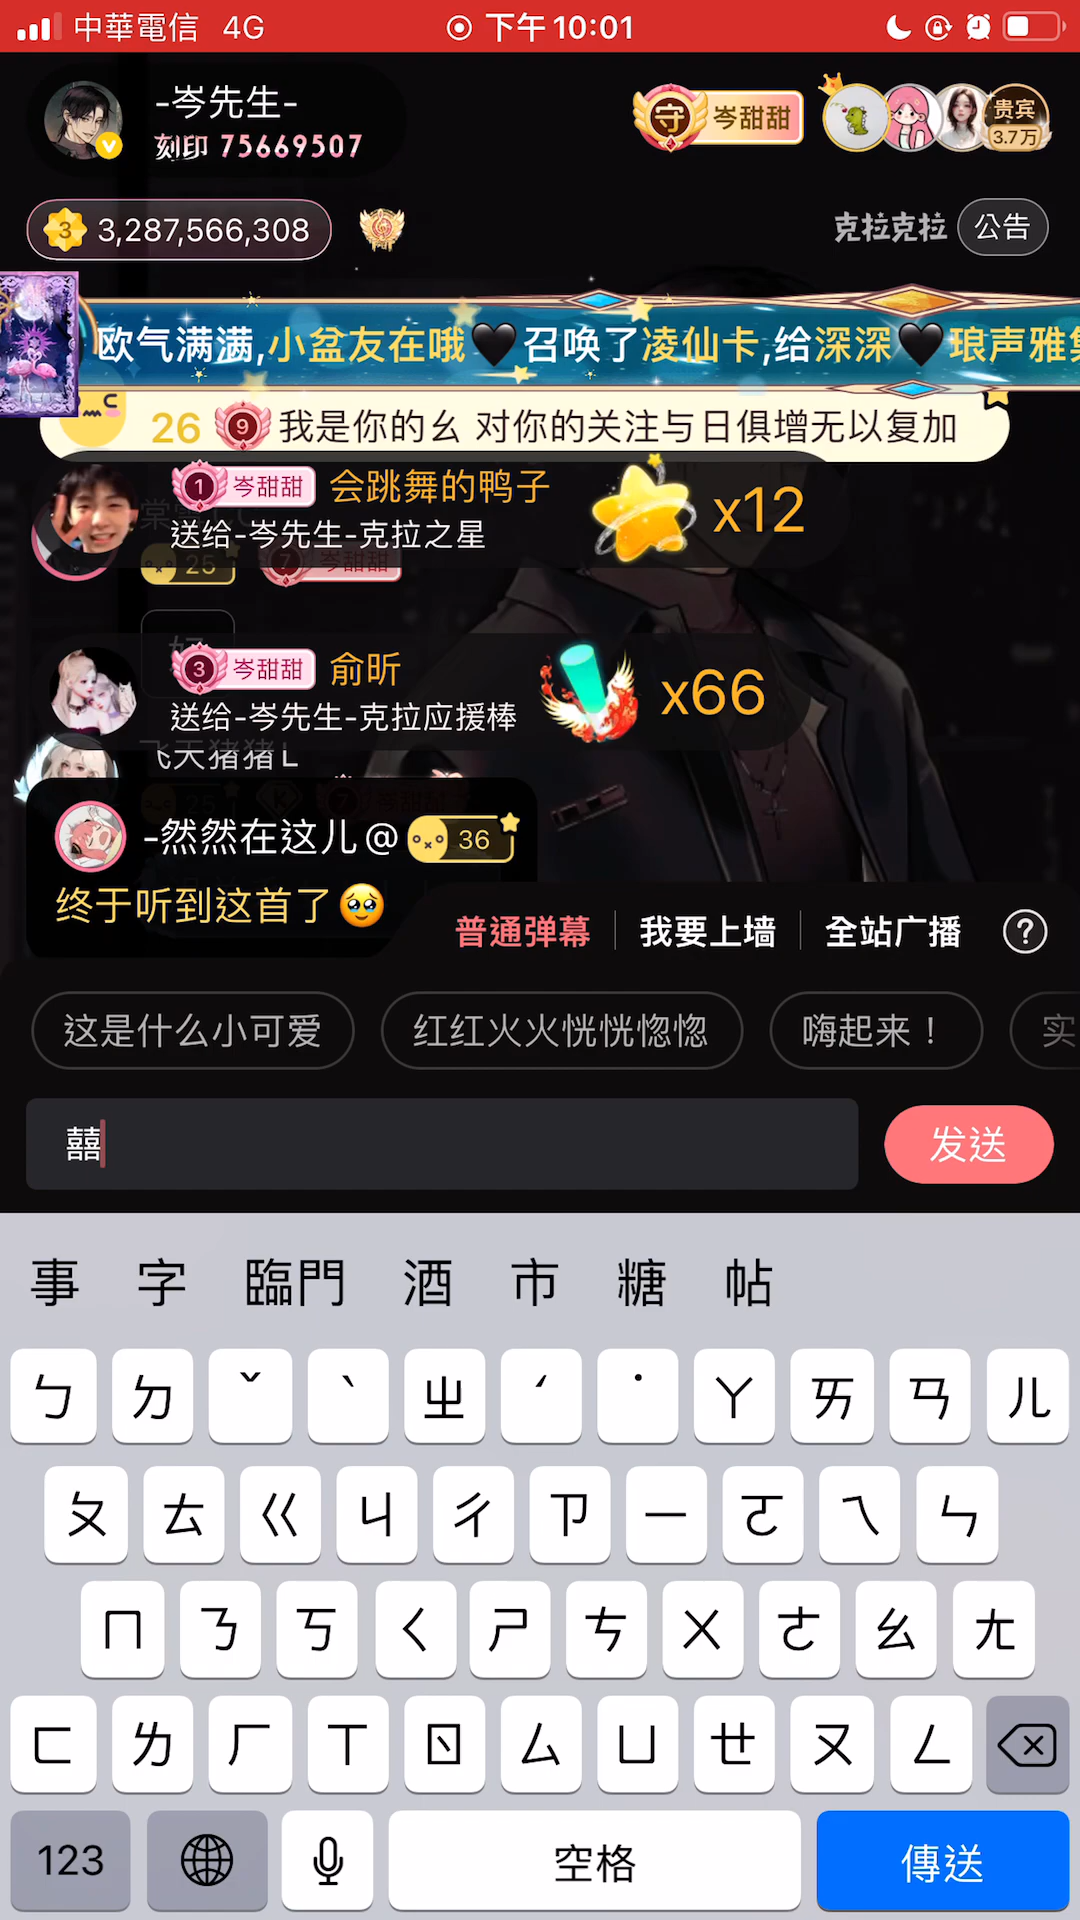 中華電信 4G
下午10:01
-岑先生-
刻印 75669507
守 岑甜甜
贵宾
3.7万
3 3,287,566,308
克拉克拉
公告
欧气满满,小盆友在哦🖤召唤了凌仙卡,给深深🖤琅声雅集
26 9 我是你的幺 对你的关注与日俱增无以复加
1 岑甜甜 会跳舞的鸭子
送给-岑先生-克拉之星
x12
25 7 岑甜甜
3 岑甜甜 俞昕
送给-岑先生-克拉应援棒
x66
飞天猪猪L
-然然在这儿@ 36
终于听到这首了🥹
普通弹幕 我要上墙 全站广播 ?
这是什么小可爱 红红火火恍恍惚惚 嗨起来！ 实
囍
发送
事 字 臨門 酒 市 糖 帖
ㄅ ㄉ ˇ ˋ ㄓ ˊ ˙ ㄚ ㄞ ㄢ ㄦ
ㄆ ㄊ ㄍ ㄐ ㄔ ㄗ ㄧ ㄛ ㄟ ㄣ
ㄇ ㄋ ㄎ ㄑ ㄕ ㄘ ㄨ ㄜ ㄠ ㄤ
ㄈ ㄌ ㄏ ㄒ ㄖ ㄙ ㄩ ㄝ ㄡ ㄥ
123 空格 傳送